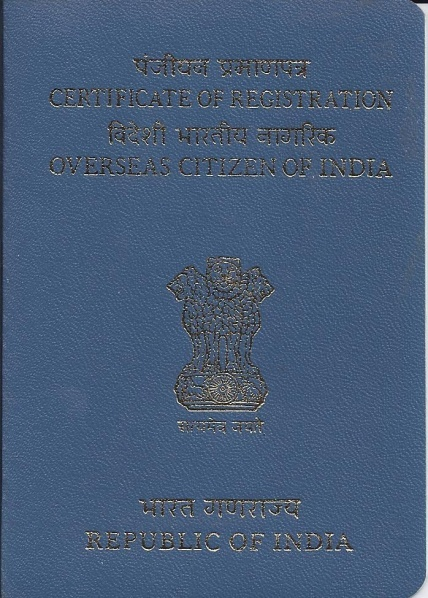 पंजीयन प्रमाणपत्र
CERTIFICATE OF REGISTRATION
विदेशी भारतीय नागरिक
OVERSEAS CITIZEN OF INDIA
सत्यमेव जयते
भारत गणराज्य
REPUBLIC OF INDIA